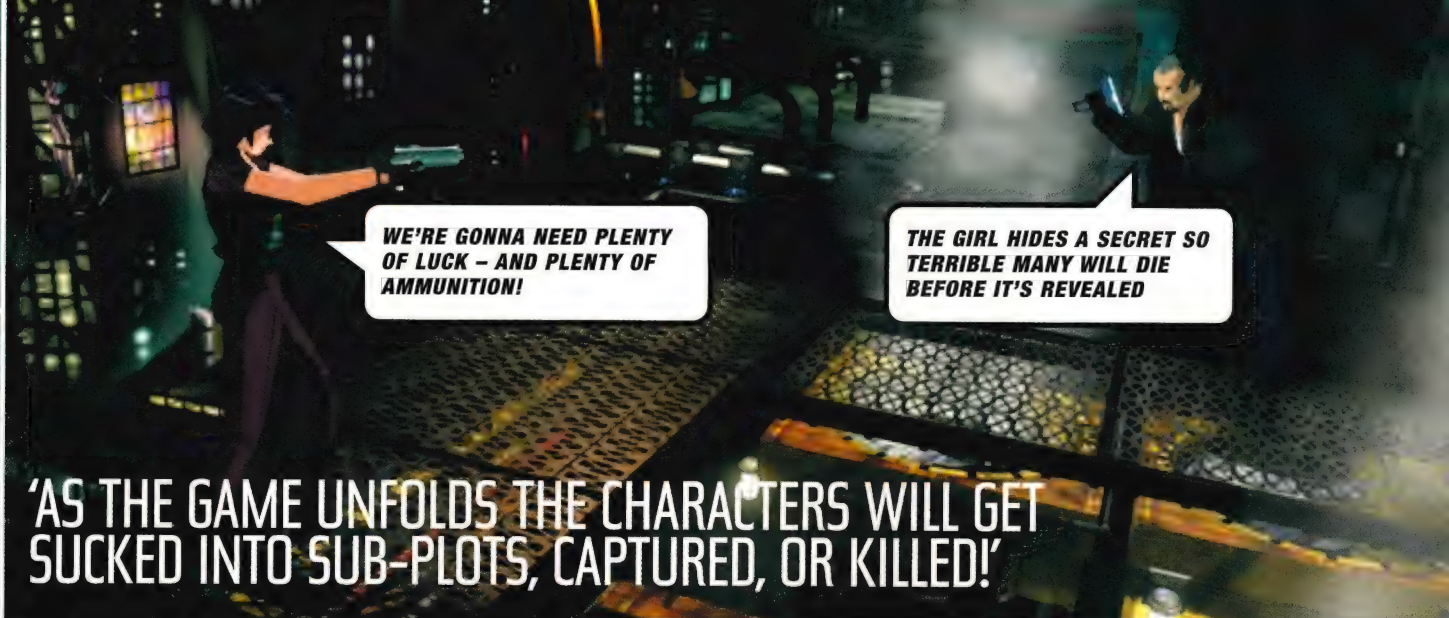 WE'RE GONNA NEED PLENTY
OF LUCK – AND PLENTY OF
AMMUNITION!
THE GIRL HIDES A SECRET SO
TERRIBLE MANY WILL DIE
BEFORE IT'S REVEALED
'AS THE GAME UNFOLDS THE CHARACTERS WILL GET
SUCKED INTO SUB-PLOTS, CAPTURED, OR KILLED!'